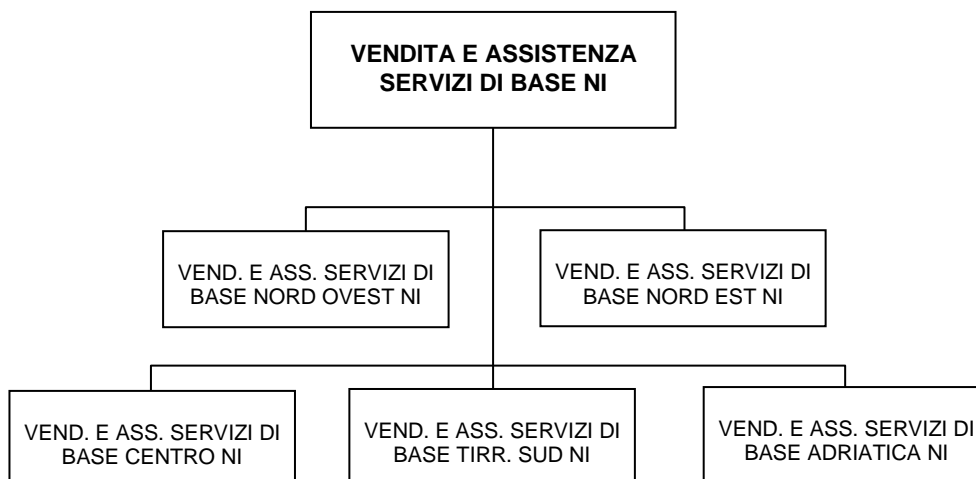 VENDITA E ASSISTENZA
SERVIZI DI BASE NI
VEND. E ASS. SERVIZI DI
BASE NORD OVEST NI
VEND. E ASS. SERVIZI DI
BASE NORD EST NI
VEND. E ASS. SERVIZI DI
BASE CENTRO NI
VEND. E ASS. SERVIZI DI
BASE TIRR. SUD NI
VEND. E ASS. SERVIZI DI
BASE ADRIATICA NI